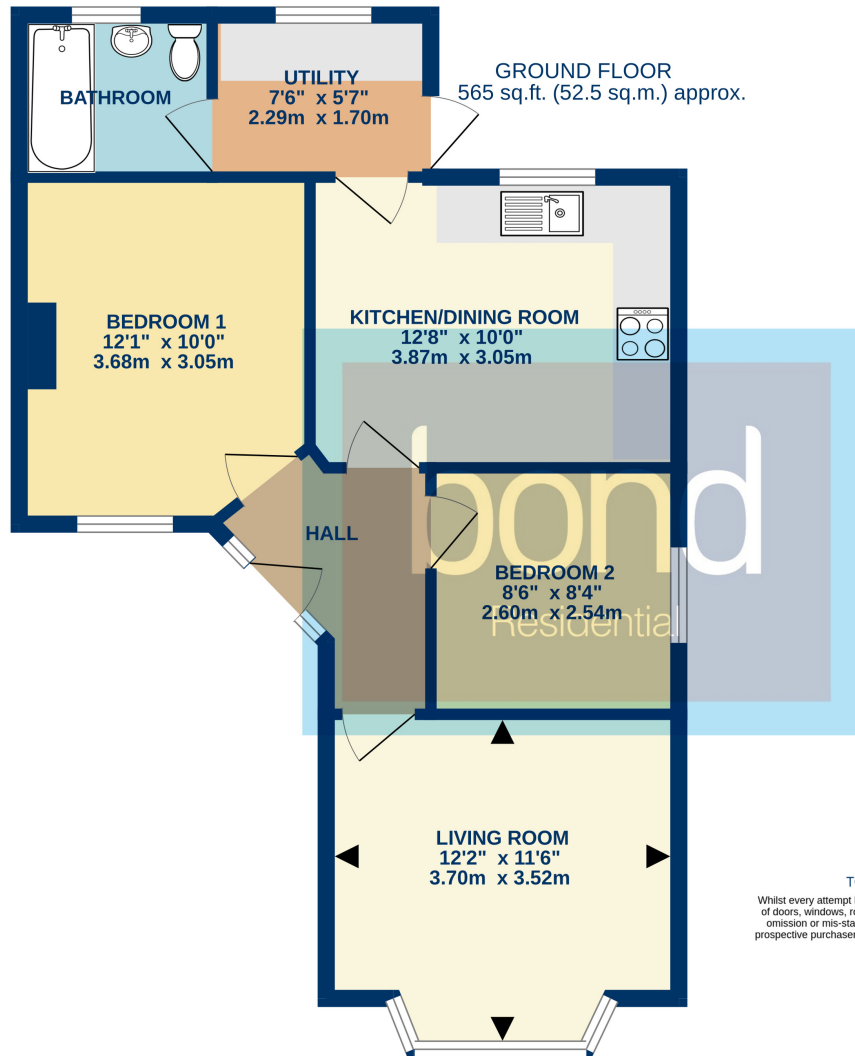 GROUND FLOOR
565 sq.ft. (52.5 sq.m.) approx.
BATHROOM
UTILITY
7'6" x 5'7"
2.29m x 1.70m
BEDROOM 1
12'1" x 10'0"
3.68m x 3.05m
KITCHEN/DINING ROOM
12'8" x 10'0"
3.87m x 3.05m
HALL
bond
Residential
BEDROOM 2
8'6" x 8'4"
2.60m x 2.54m
LIVING ROOM
12'2" x 11'6"
3.70m x 3.52m
Whilst every attempt
of doors, windows,
omission or
prospective purchaser